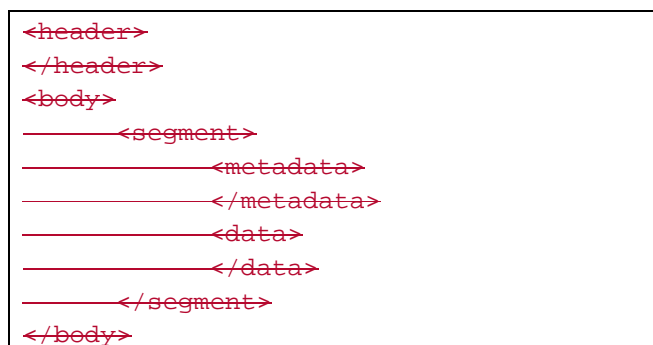 <header>
</header>
<body>
<segment>
<metadata>
</metadata>
<data>
</data>
</segment>
</body>